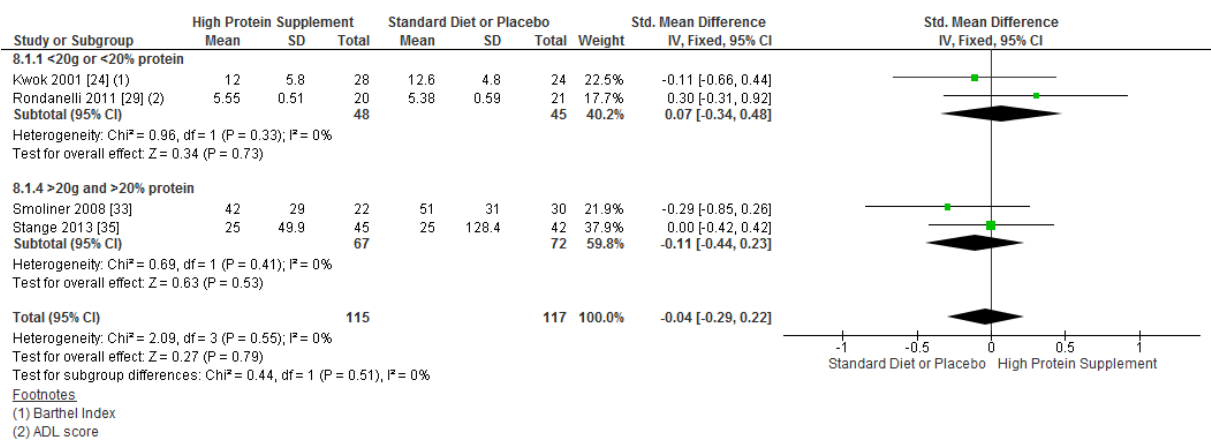 High Protein Supplement Standard Diet or Placebo Std. Mean Difference Std. Mean Difference
Study or Subgroup Mean SD Total Mean SD Total Weight IV, Fixed, 95% CI IV, Fixed, 95% CI
8.1.1 <20g or <20% protein
Kwok 2001 [24] (1) 12 5.8 28 12.6 4.8 24 22.5% -0.11 [-0.66, 0.44]
Rondanelli 2011 [29] (2) 5.55 0.51 20 5.38 0.59 21 17.7% 0.30 [-0.31, 0.92]
Subtotal (95% CI) 48 45 40.2% 0.07 [-0.34, 0.48]
Heterogeneity: Chi² = 0.96, df = 1 (P = 0.33); I² = 0%
Test for overall effect: Z = 0.34 (P = 0.73)
8.1.4 >20g and >20% protein
Smoliner 2008 [33] 42 29 22 51 31 30 21.9% -0.29 [-0.85, 0.26]
Stange 2013 [35] 25 49.9 45 25 128.4 42 37.9% 0.00 [-0.42, 0.42]
Subtotal (95% CI) 67 72 59.8% -0.11 [-0.44, 0.23]
Heterogeneity: Chi² = 0.69, df = 1 (P = 0.41); I² = 0%
Test for overall effect: Z = 0.63 (P = 0.53)
Total (95% CI) 115 117 100.0% -0.04 [-0.29, 0.22]
Heterogeneity: Chi² = 2.09, df = 3 (P = 0.55); I² = 0%
Test for overall effect: Z = 0.27 (P = 0.79)
Test for subgroup differences: Chi² = 0.44, df = 1 (P = 0.51), I² = 0%
-1 -0.5 0 0.5 1
Standard Diet or Placebo High Protein Supplement
Footnotes
(1) Barthel Index
(2) ADL score